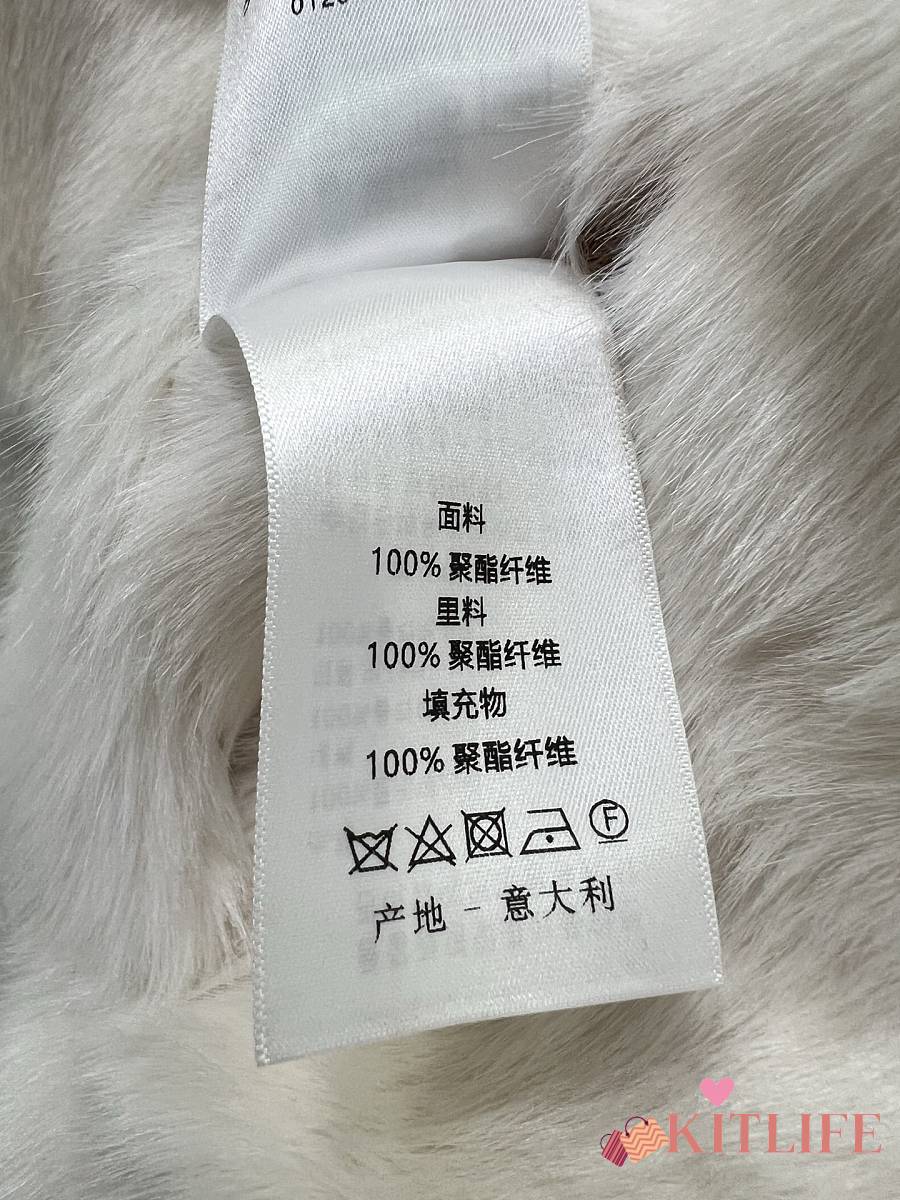 面料
100% 聚酯纤维
里料
100% 聚酯纤维
填充物
100% 聚酯纤维
F
产地 - 意大利
KITLIFE